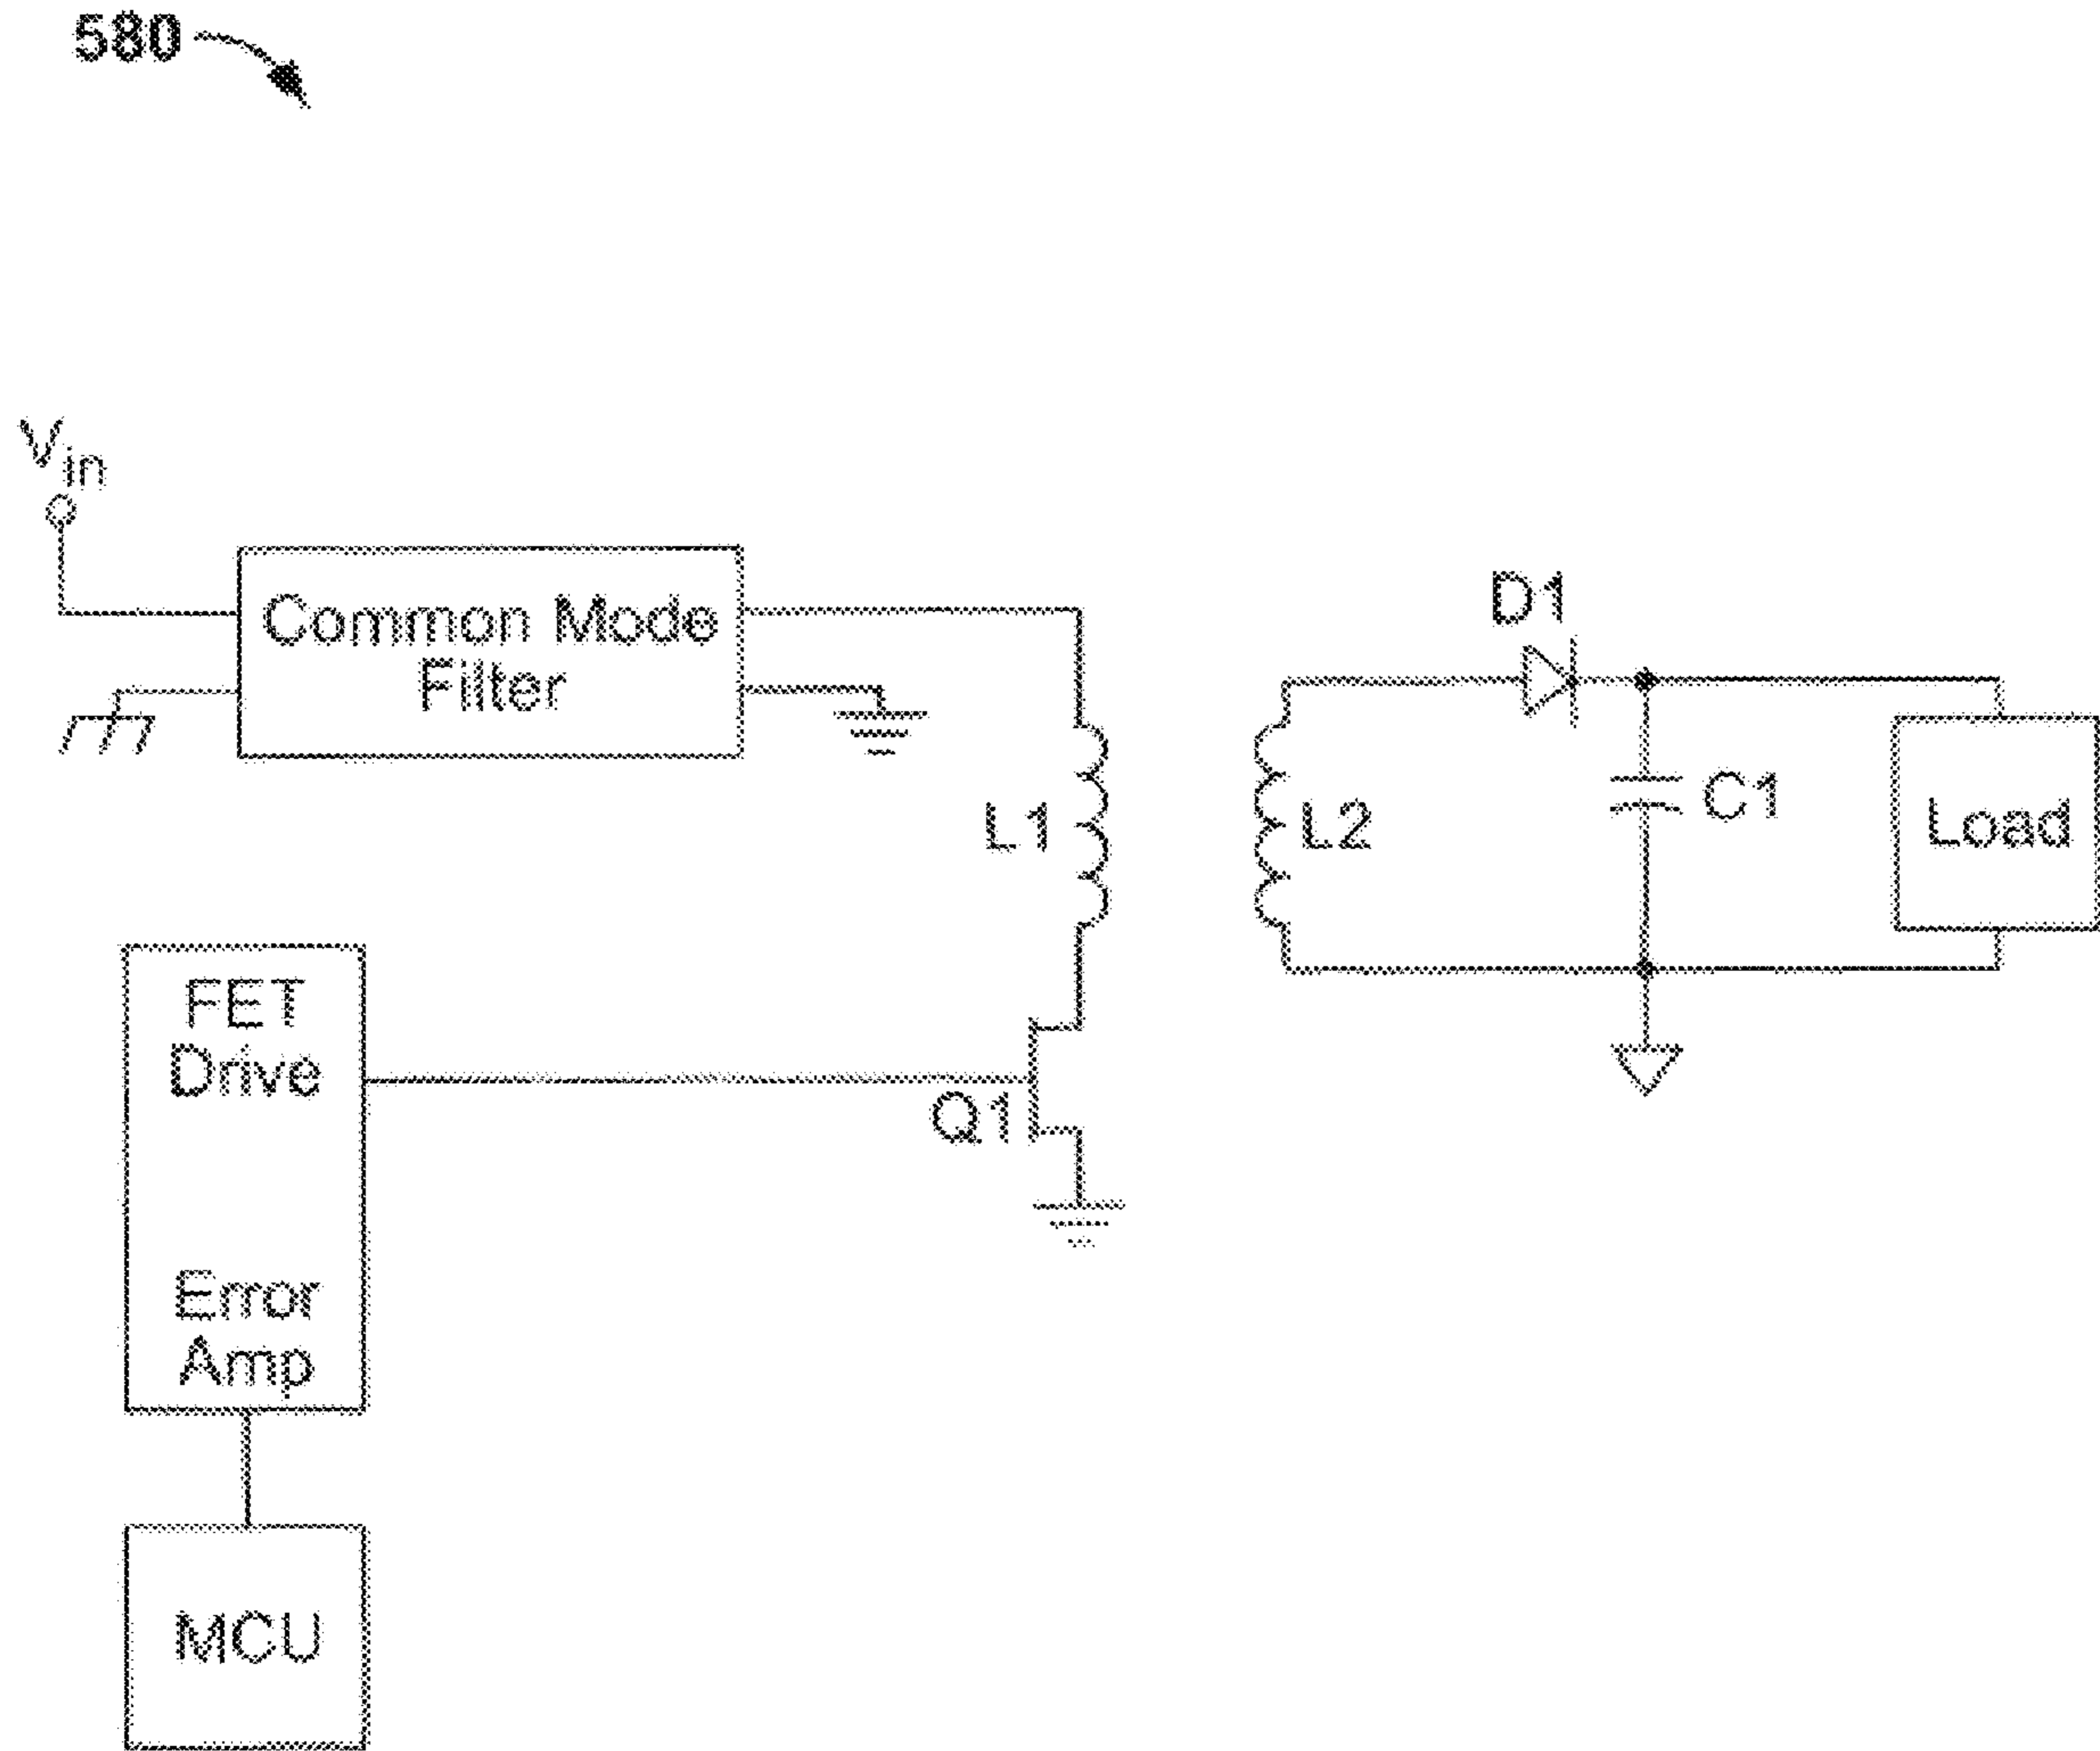 580
Vin
Common Mode
Filter
D1
L1
L2
C1
Load
FET
Drive
Q1
Error
Amp
MCU